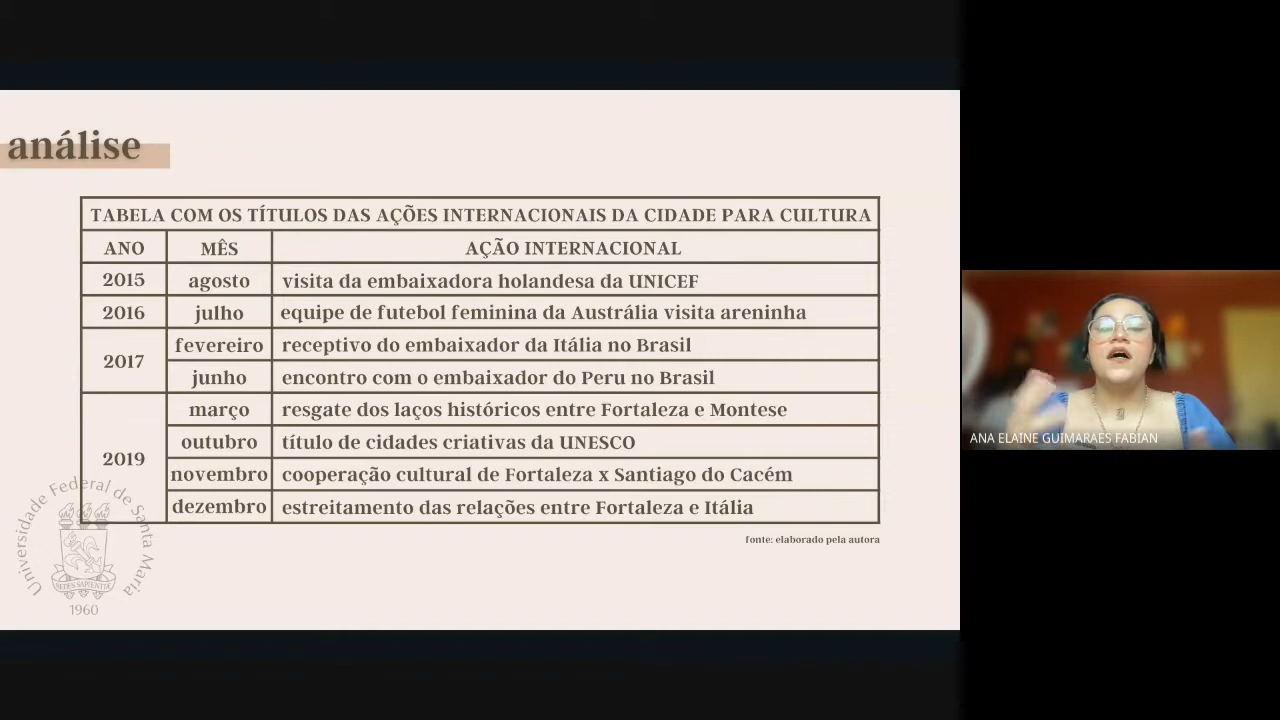 análise
TABELA COM OS TÍTULOS DAS AÇÕES INTERNACIONAIS DA CIDADE PARA CULTURA
ANO MÊS AÇÃO INTERNACIONAL
2015 agosto visita da embaixadora holandesa da UNICEF
2016 julho equipe de futebol feminina da Austrália visita areninha
2017 fevereiro receptivo do embaixador da Itália no Brasil
junho encontro com o embaixador do Peru no Brasil
2019 março resgate dos laços históricos entre Fortaleza e Montese
outubro título de cidades criativas da UNESCO
novembro cooperação cultural de Fortaleza x Santiago do Cacém
dezembro estreitamento das relações entre Fortaleza e Itália
fonte: elaborado pela autora
Universidade Federal de Santa Maria
SEDES SAPIENTIAE
1960
ANA ELAINE GUIMARAES FABIAN